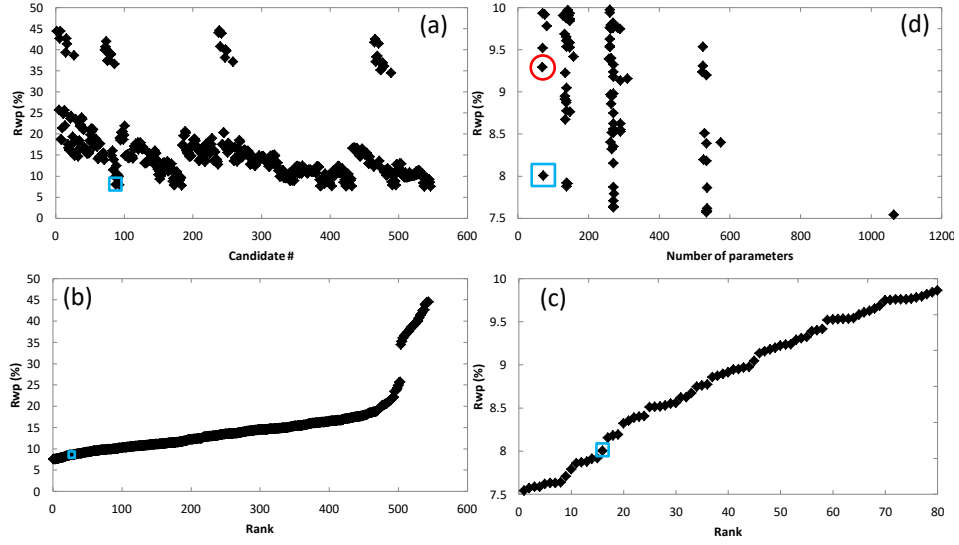 50
45
40
35
30
25
20
15
10
5
0
Rwp (%)
(a)
0 100 200 300 400 500 600
Candidate #
10
9.5
9
8.5
8
7.5
Rwp (%)
(d)
0 200 400 600 800 1000 1200
Number of parameters
50
45
40
35
30
25
20
15
10
5
0
Rwp (%)
(b)
0 100 200 300 400 500 600
Rank
10
9.5
9
8.5
8
7.5
Rwp (%)
(c)
0 10 20 30 40 50 60 70 80
Rank